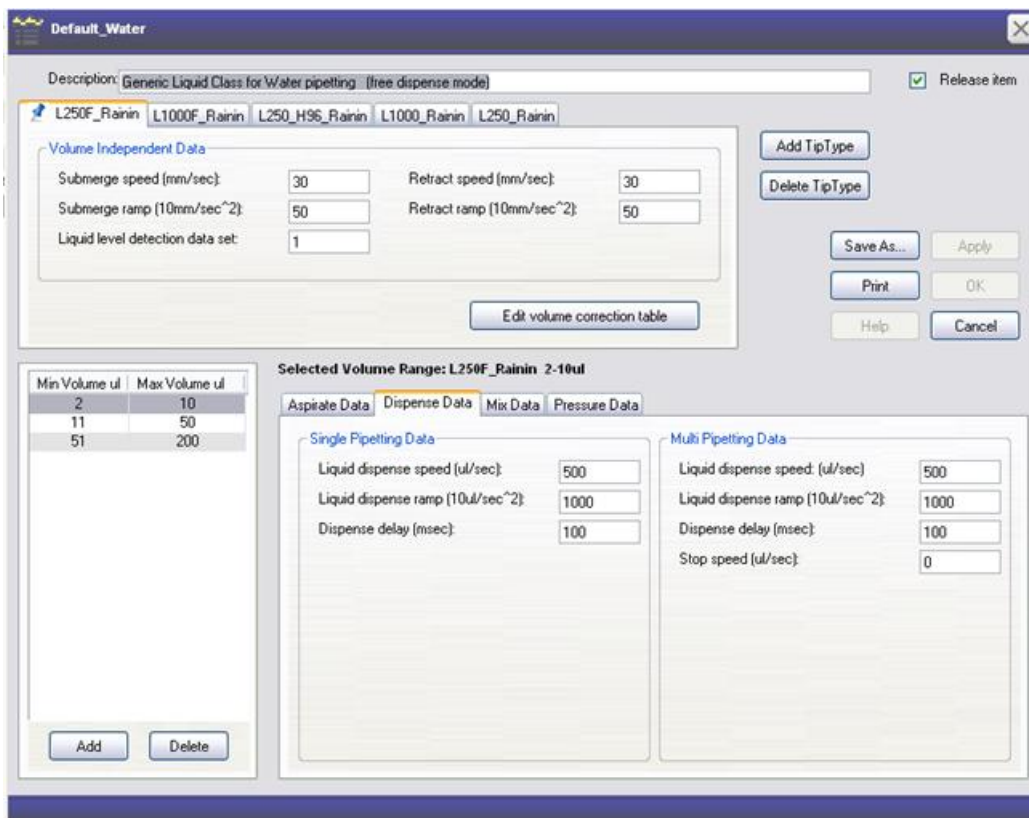 Default_Water
Description: Generic Liquid Class for Water pipetting (free dispense mode)
Release item
L250F_Rainin L1000F_Rainin L250_H96_Rainin L1000_Rainin L250_Rainin
Volume Independent Data
Submerge speed (mm/sec): 30 Retract speed (mm/sec): 30
Submerge ramp (10mm/sec^2): 50 Retract ramp (10mm/sec^2): 50
Liquid level detection data set: 1
Edit volume correction table
Add TipType
Delete TipType
Save As... Apply
Print OK
Help Cancel
Min Volume ul Max Volume ul
2 10
11 50
51 200
Add Delete
Selected Volume Range: L250F_Rainin 2-10ul
Aspirate Data Dispense Data Mix Data Pressure Data
Single Pipetting Data
Liquid dispense speed (ul/sec): 500
Liquid dispense ramp (10ul/sec^2): 1000
Dispense delay (msec): 100
Multi Pipetting Data
Liquid dispense speed: (ul/sec) 500
Liquid dispense ramp (10ul/sec^2): 1000
Dispense delay (msec): 100
Stop speed (ul/sec): 0